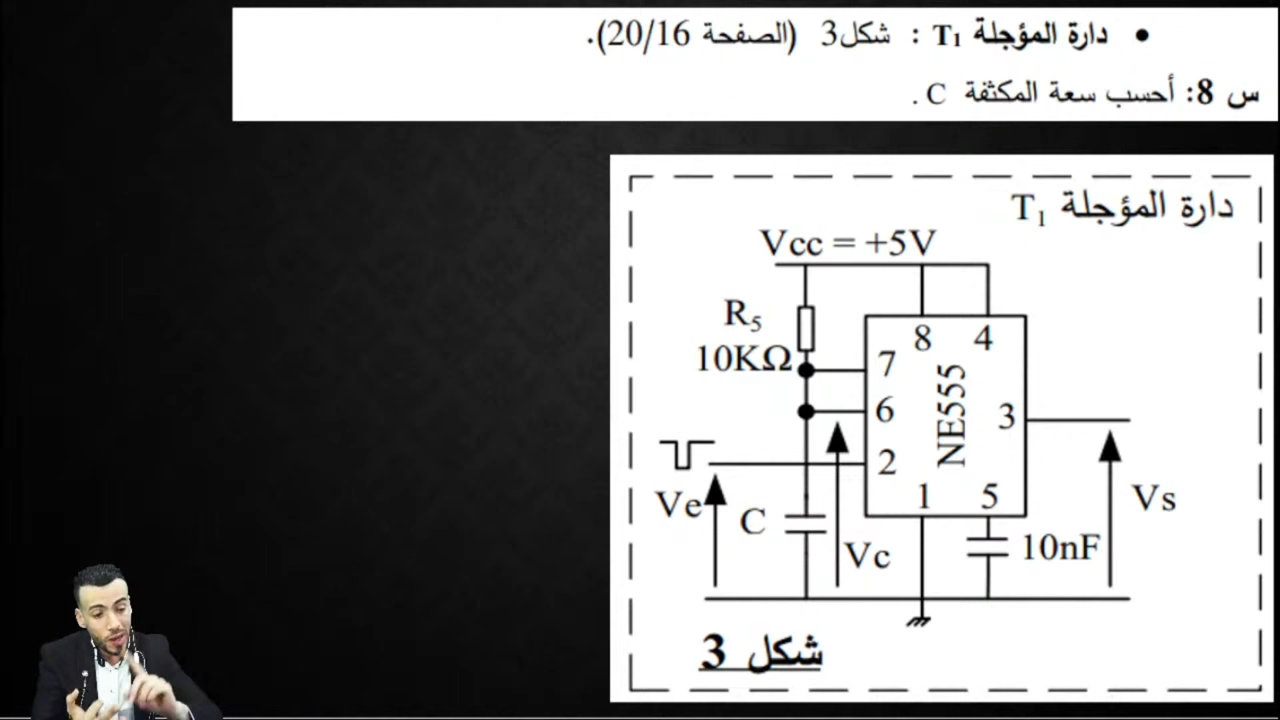 • دارة المؤجلة T₁ : شكل3 (الصفحة 20/16).
س 8: أحسب سعة المكثفة C .
دارة المؤجلة T₁
Vcc = +5V
R₅
10KΩ
8
4
7
6
2
NE555
3
1
5
Ve
C
Vc
10nF
Vs
شكل 3